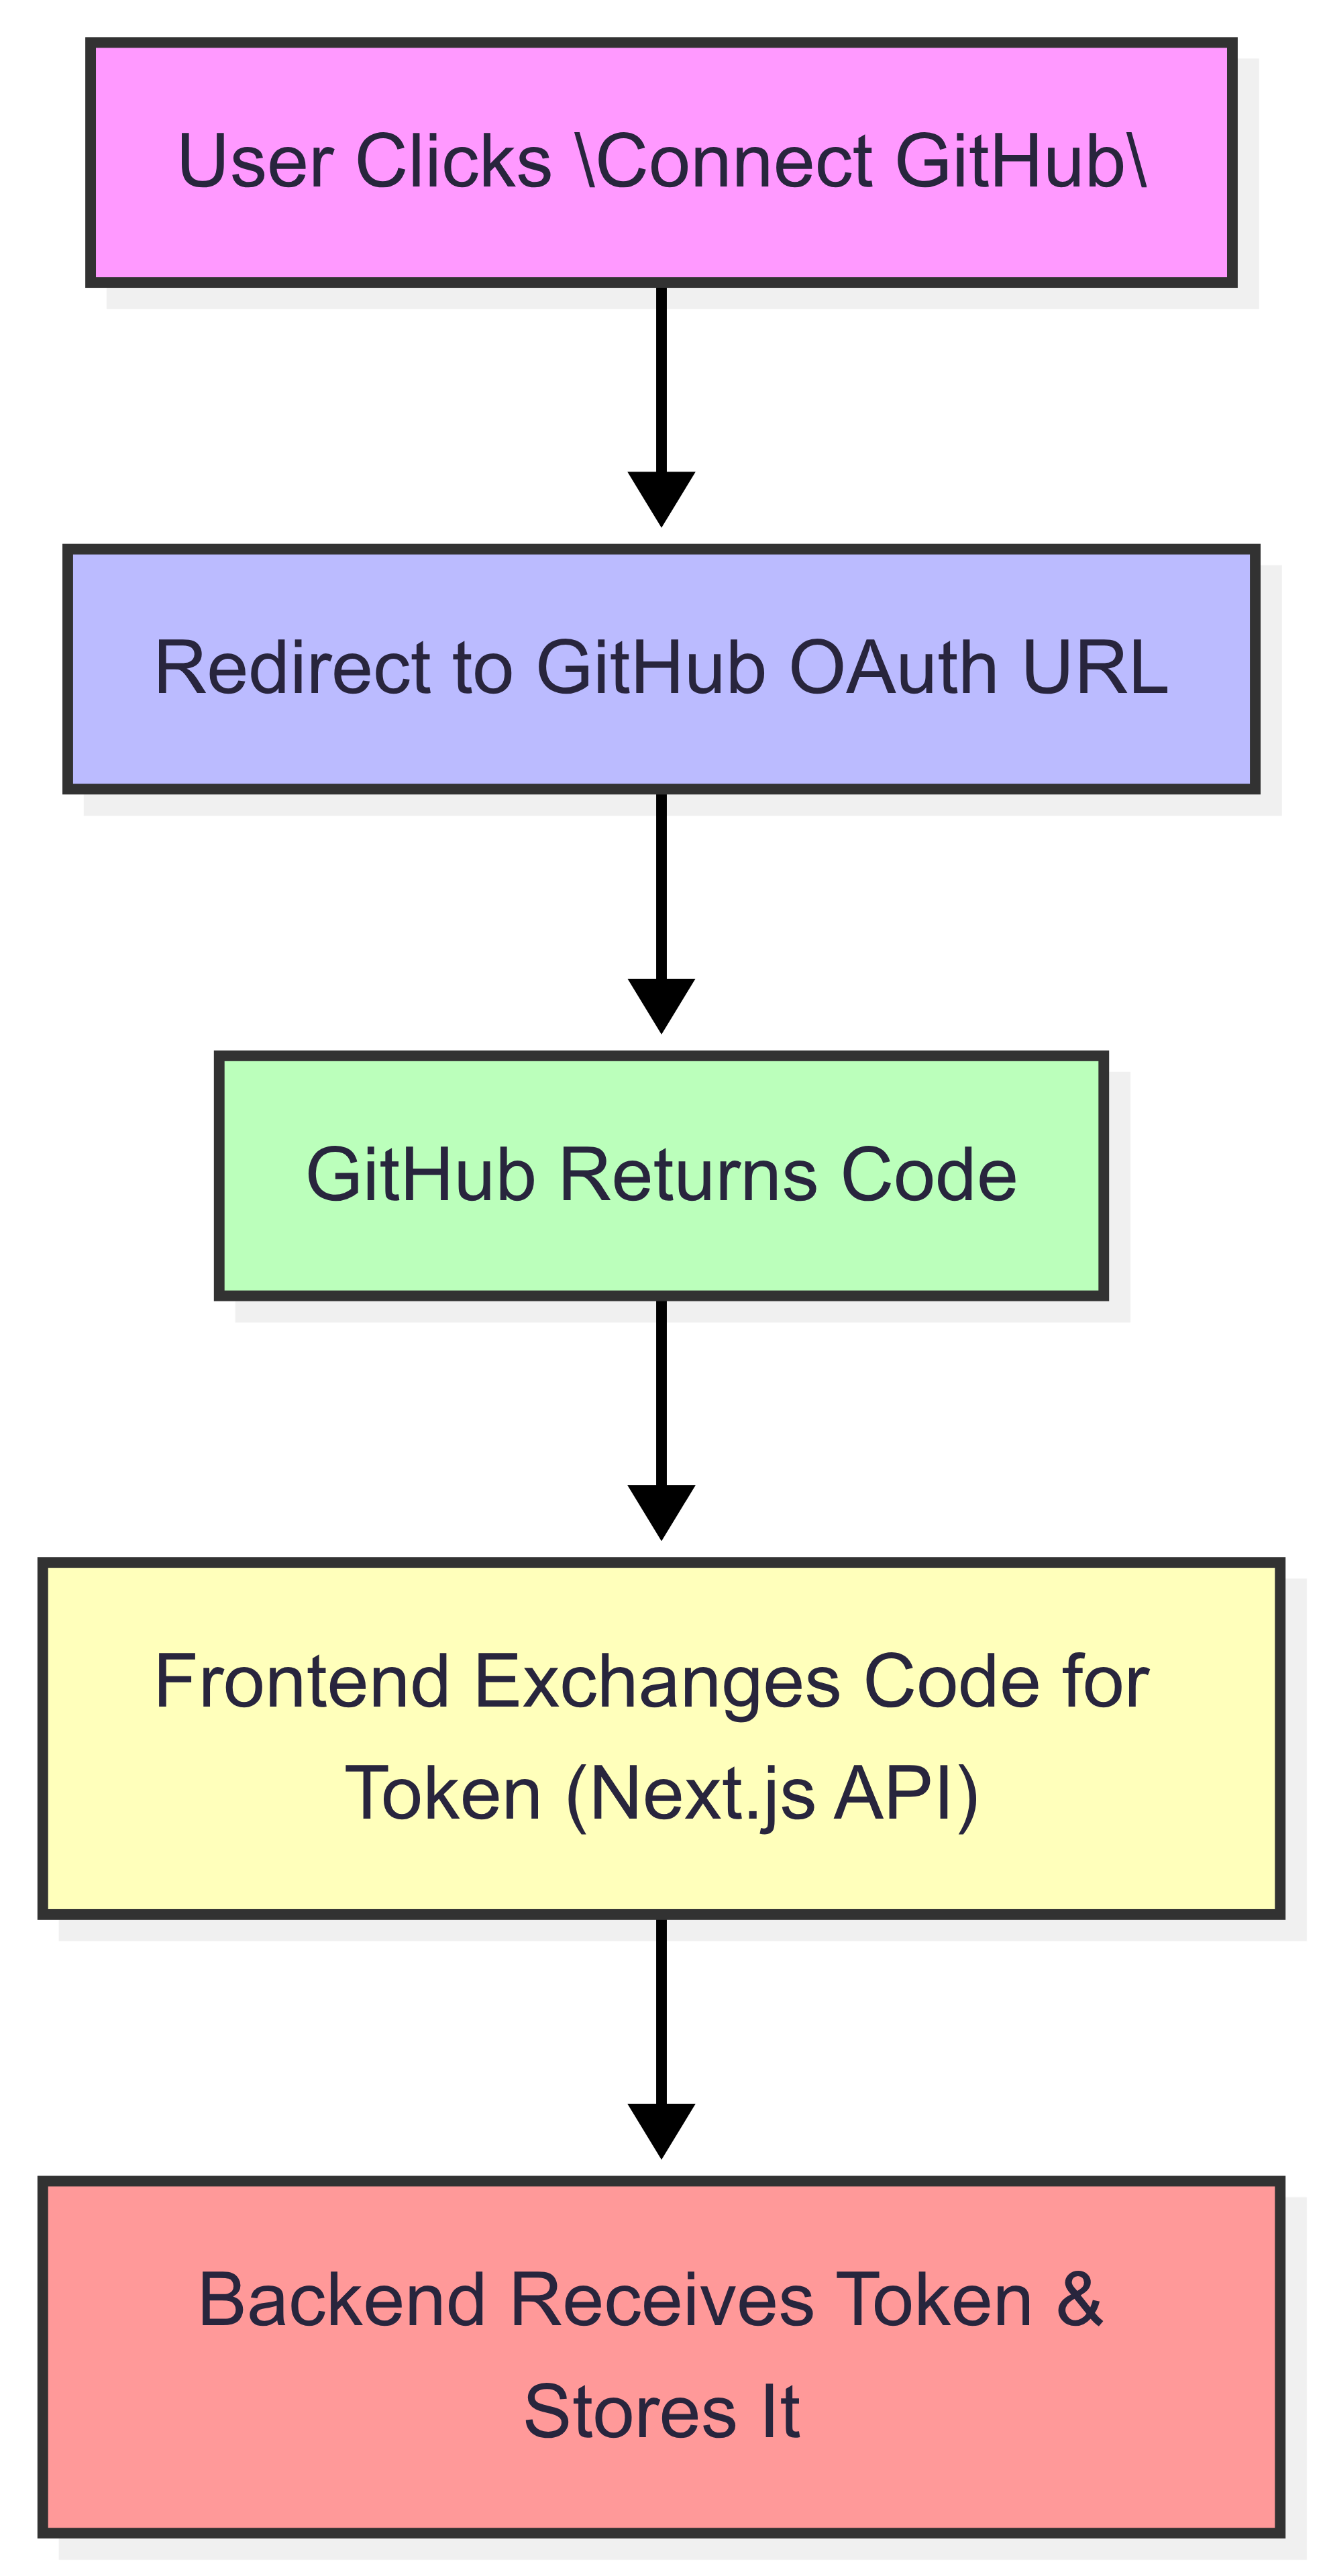 User Clicks \Connect GitHub\
Redirect to GitHub OAuth URL
GitHub Returns Code
Frontend Exchanges Code for
Token (Next.js API)
Backend Receives Token &
Stores It